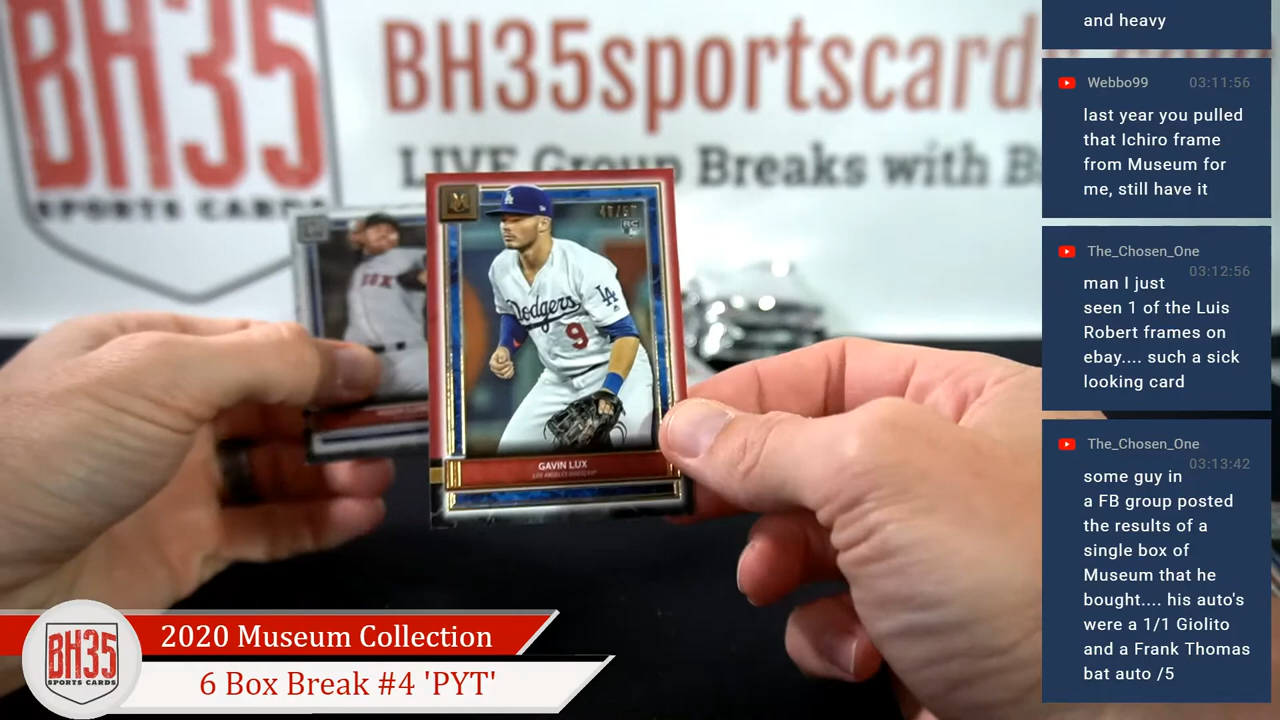 BH35
SPORTS CARDS
BH35sportscard
LIVE Group Breaks with B
SOX
M
RC
Dodgers
9
LA
GAVIN LUX
LOS ANGELES DODGERS
BH35
SPORTS CARDS
2020 Museum Collection
6 Box Break #4 'PYT'
and heavy
Webbo99 03:11:56
last year you pulled
that Ichiro frame
from Museum for
me, still have it
The_Chosen_One
03:12:56
man I just
seen 1 of the Luis
Robert frames on
ebay.... such a sick
looking card
The_Chosen_One
03:13:42
some guy in
a FB group posted
the results of a
single box of
Museum that he
bought.... his auto's
were a 1/1 Giolito
and a Frank Thomas
bat auto /5